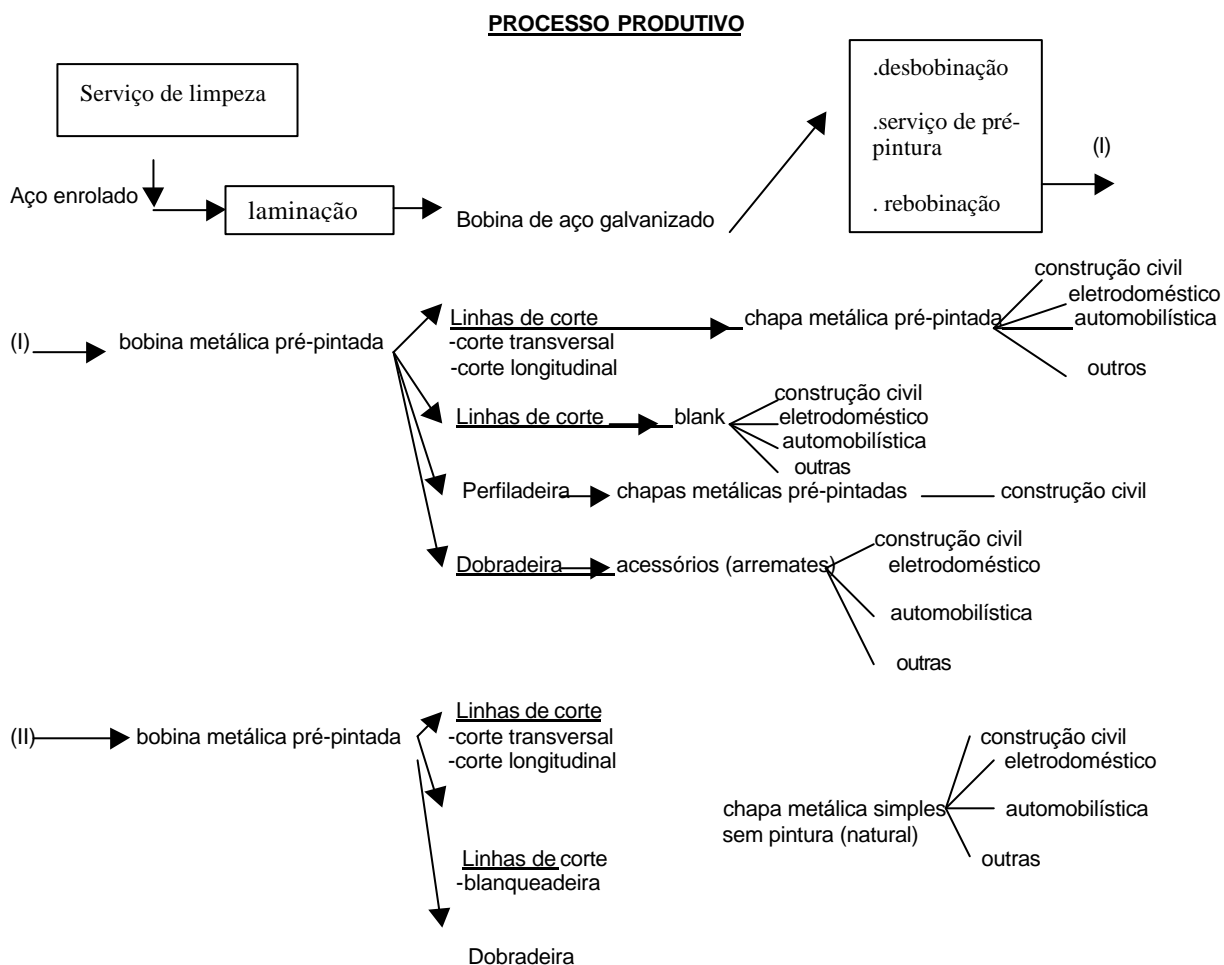 PROCESSO PRODUTIVO
Serviço de limpeza
.desbobinação
.serviço de pré-
pintura
. rebobinação
(I)
Aço enrolado
laminação
Bobina de aço galvanizado
(I)
bobina metálica pré-pintada
Linhas de corte
-corte transversal
-corte longitudinal
chapa metálica pré-pintada
construção civil
eletrodoméstico
automobilística
outros
Linhas de corte
blank
construção civil
eletrodoméstico
automobilística
outras
Perfiladeira
chapas metálicas pré-pintadas
construção civil
Dobradeira
acessórios (arremates)
construção civil
eletrodoméstico
automobilística
outras
(II)
bobina metálica pré-pintada
Linhas de corte
-corte transversal
-corte longitudinal
Linhas de corte
-blanqueadeira
Dobradeira
chapa metálica simples
sem pintura (natural)
construção civil
eletrodoméstico
automobilística
outras